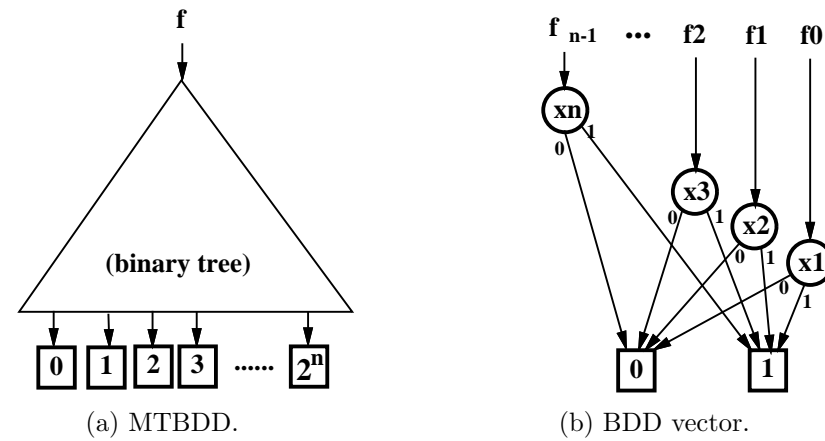 f
(binary tree)
0 1 2 3 ...... 2^n
(a) MTBDD.
f n-1 ... f2 f1 f0
xn
0 1
x3
0 1
x2
0 1
x1
0 1
0 1
(b) BDD vector.